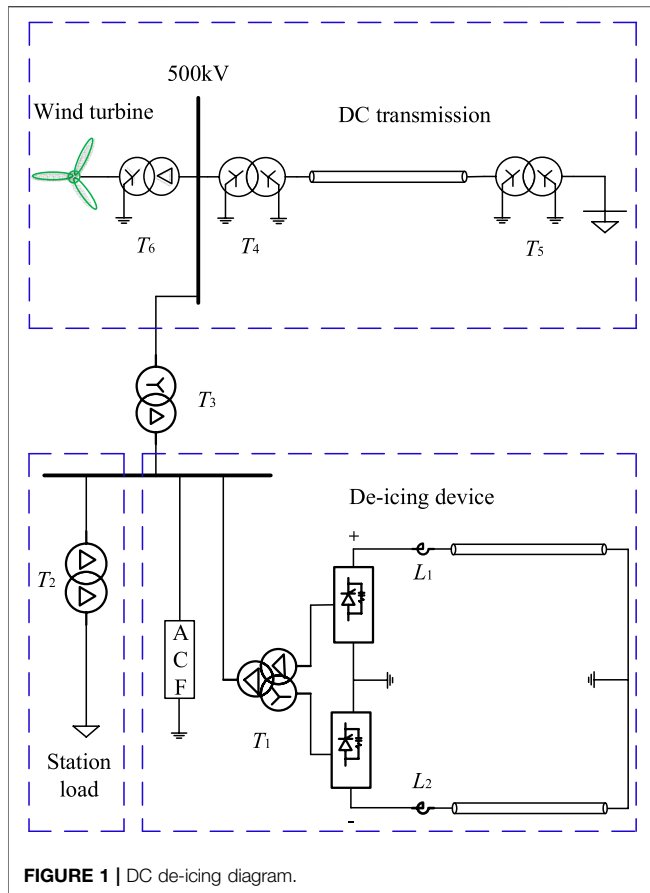 500kV
Wind turbine
DC transmission
T6
T4
T5
T3
De-icing device
+
L1
T2
A
C
F
T1
Station
load
L2
-
FIGURE 1 | DC de-icing diagram.